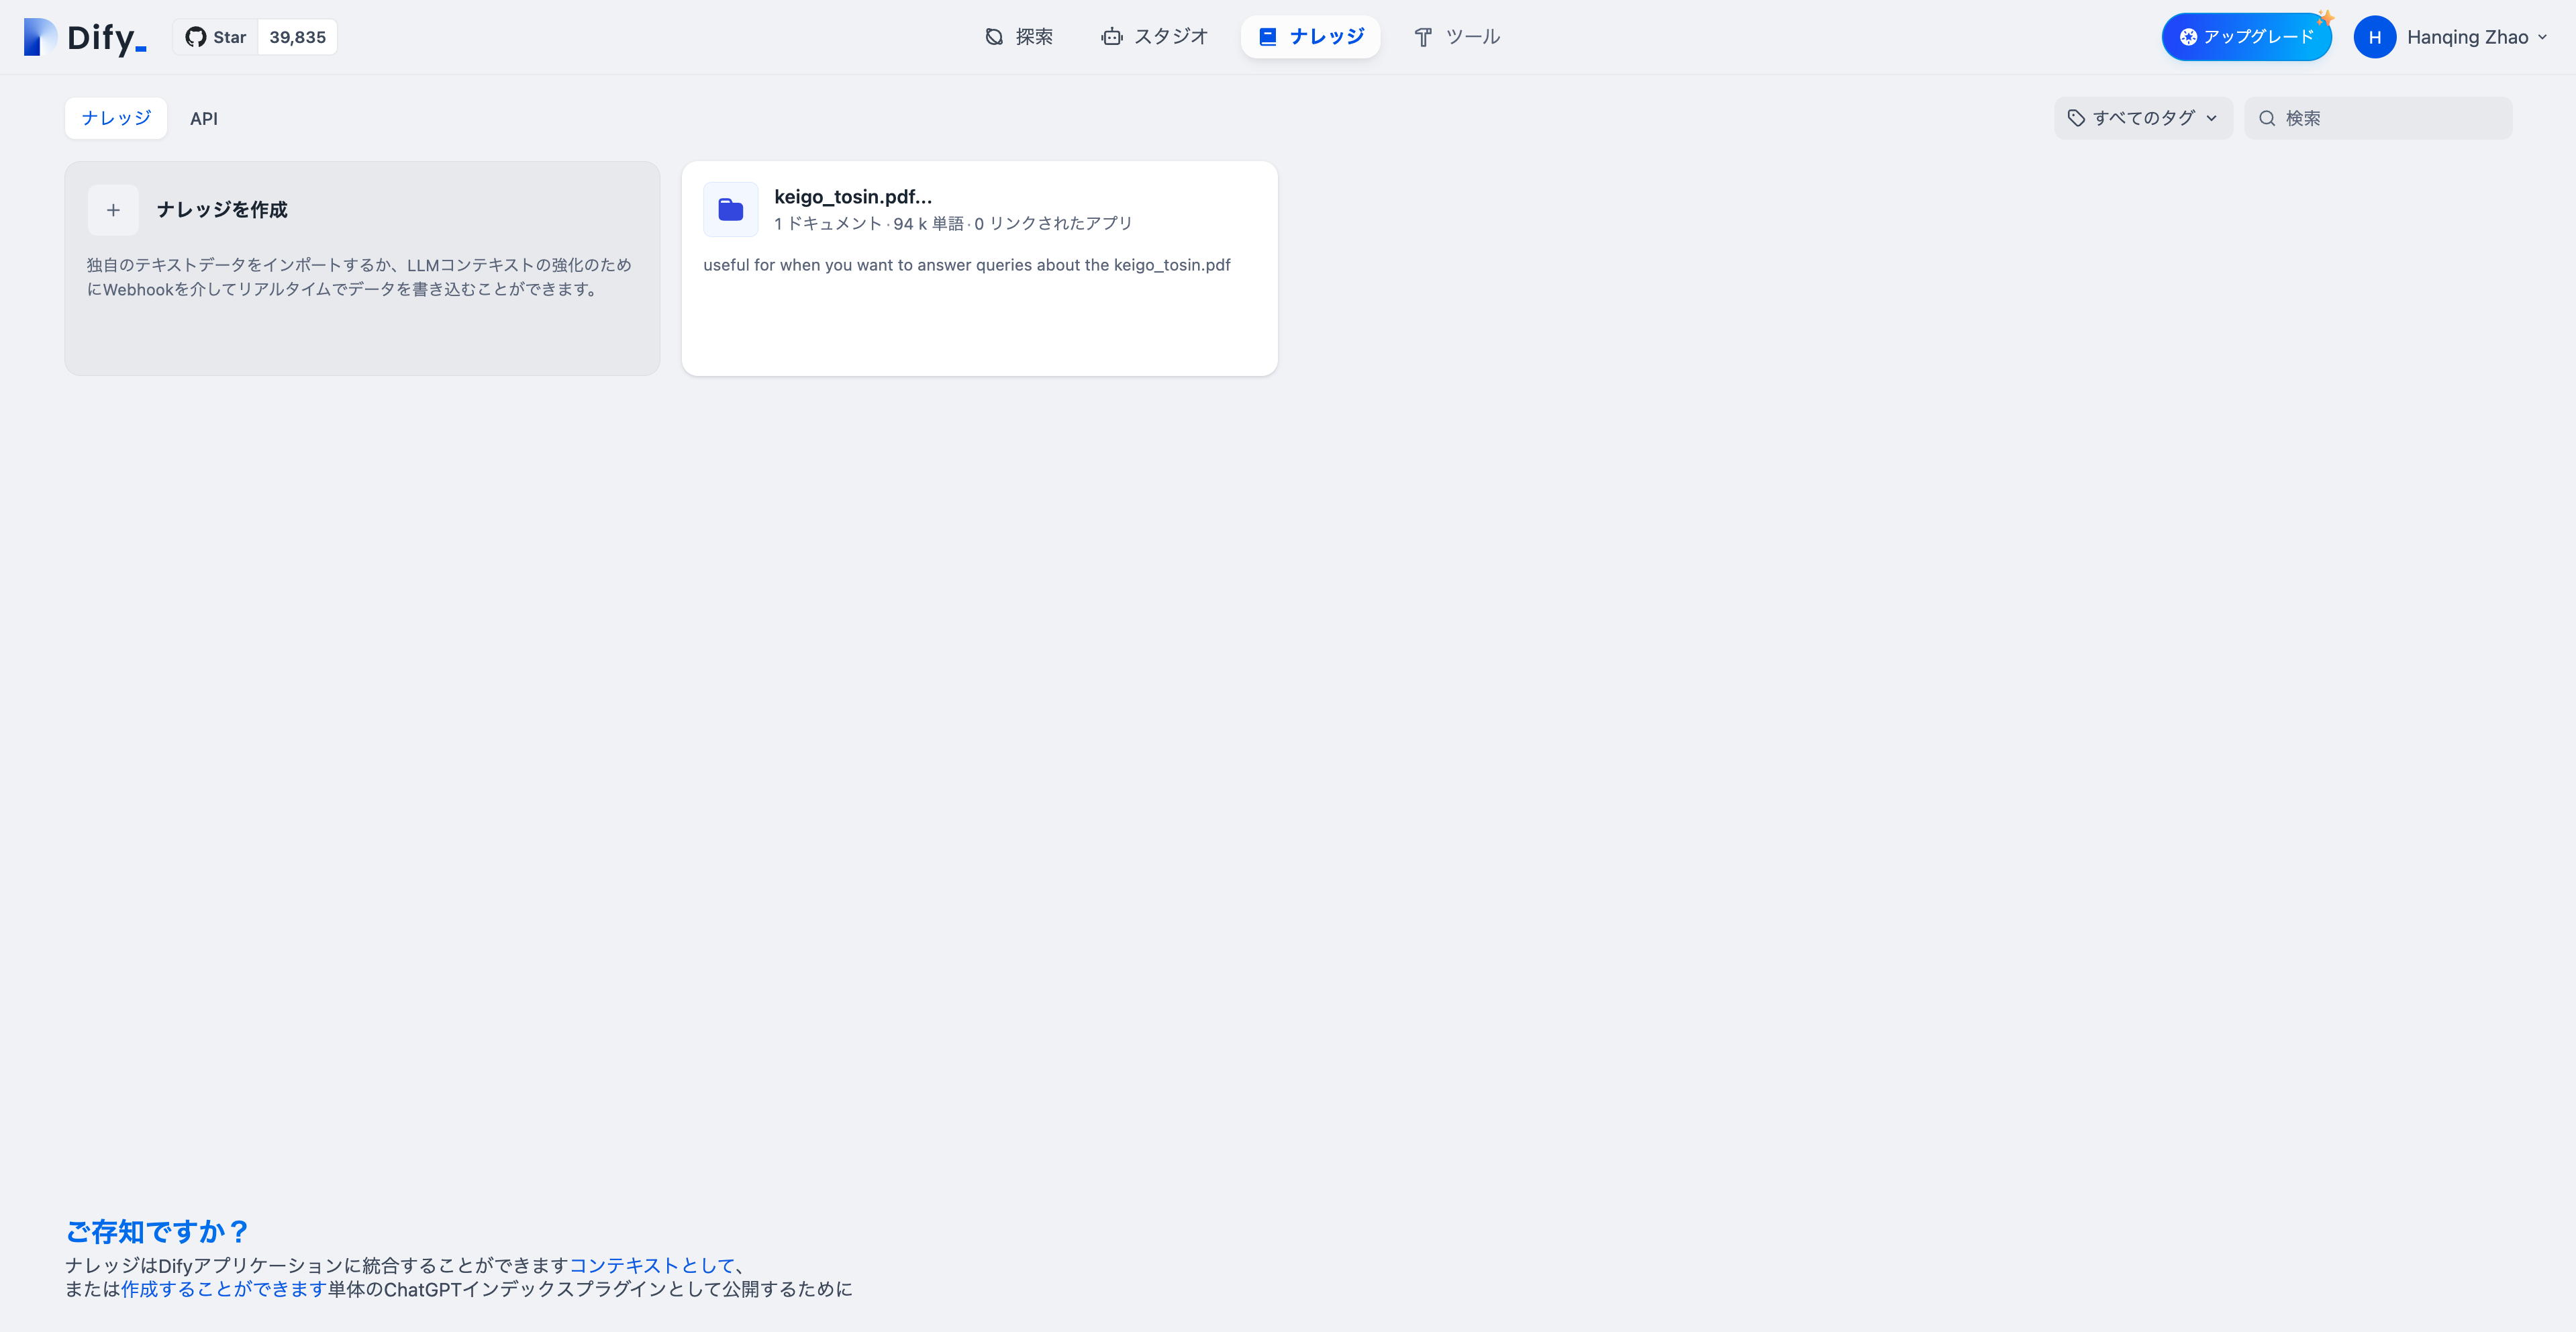 Dify_
Star 39,835
探索 スタジオ ナレッジ ツール
アップグレード
H Hanqing Zhao
ナレッジ API
すべてのタグ 検索
ナレッジを作成
独自のテキストデータをインポートするか、LLMコンテキストの強化のため
にWebhookを介してリアルタイムでデータを書き込むことができます。
keigo_tosin.pdf...
1 ドキュメント · 94 k 単語 · 0 リンクされたアプリ
useful for when you want to answer queries about the keigo_tosin.pdf
ご存知ですか？
ナレッジはDifyアプリケーションに統合することができますコンテキストとして、
または作成することができます単体のChatGPTインデックスプラグインとして公開するために